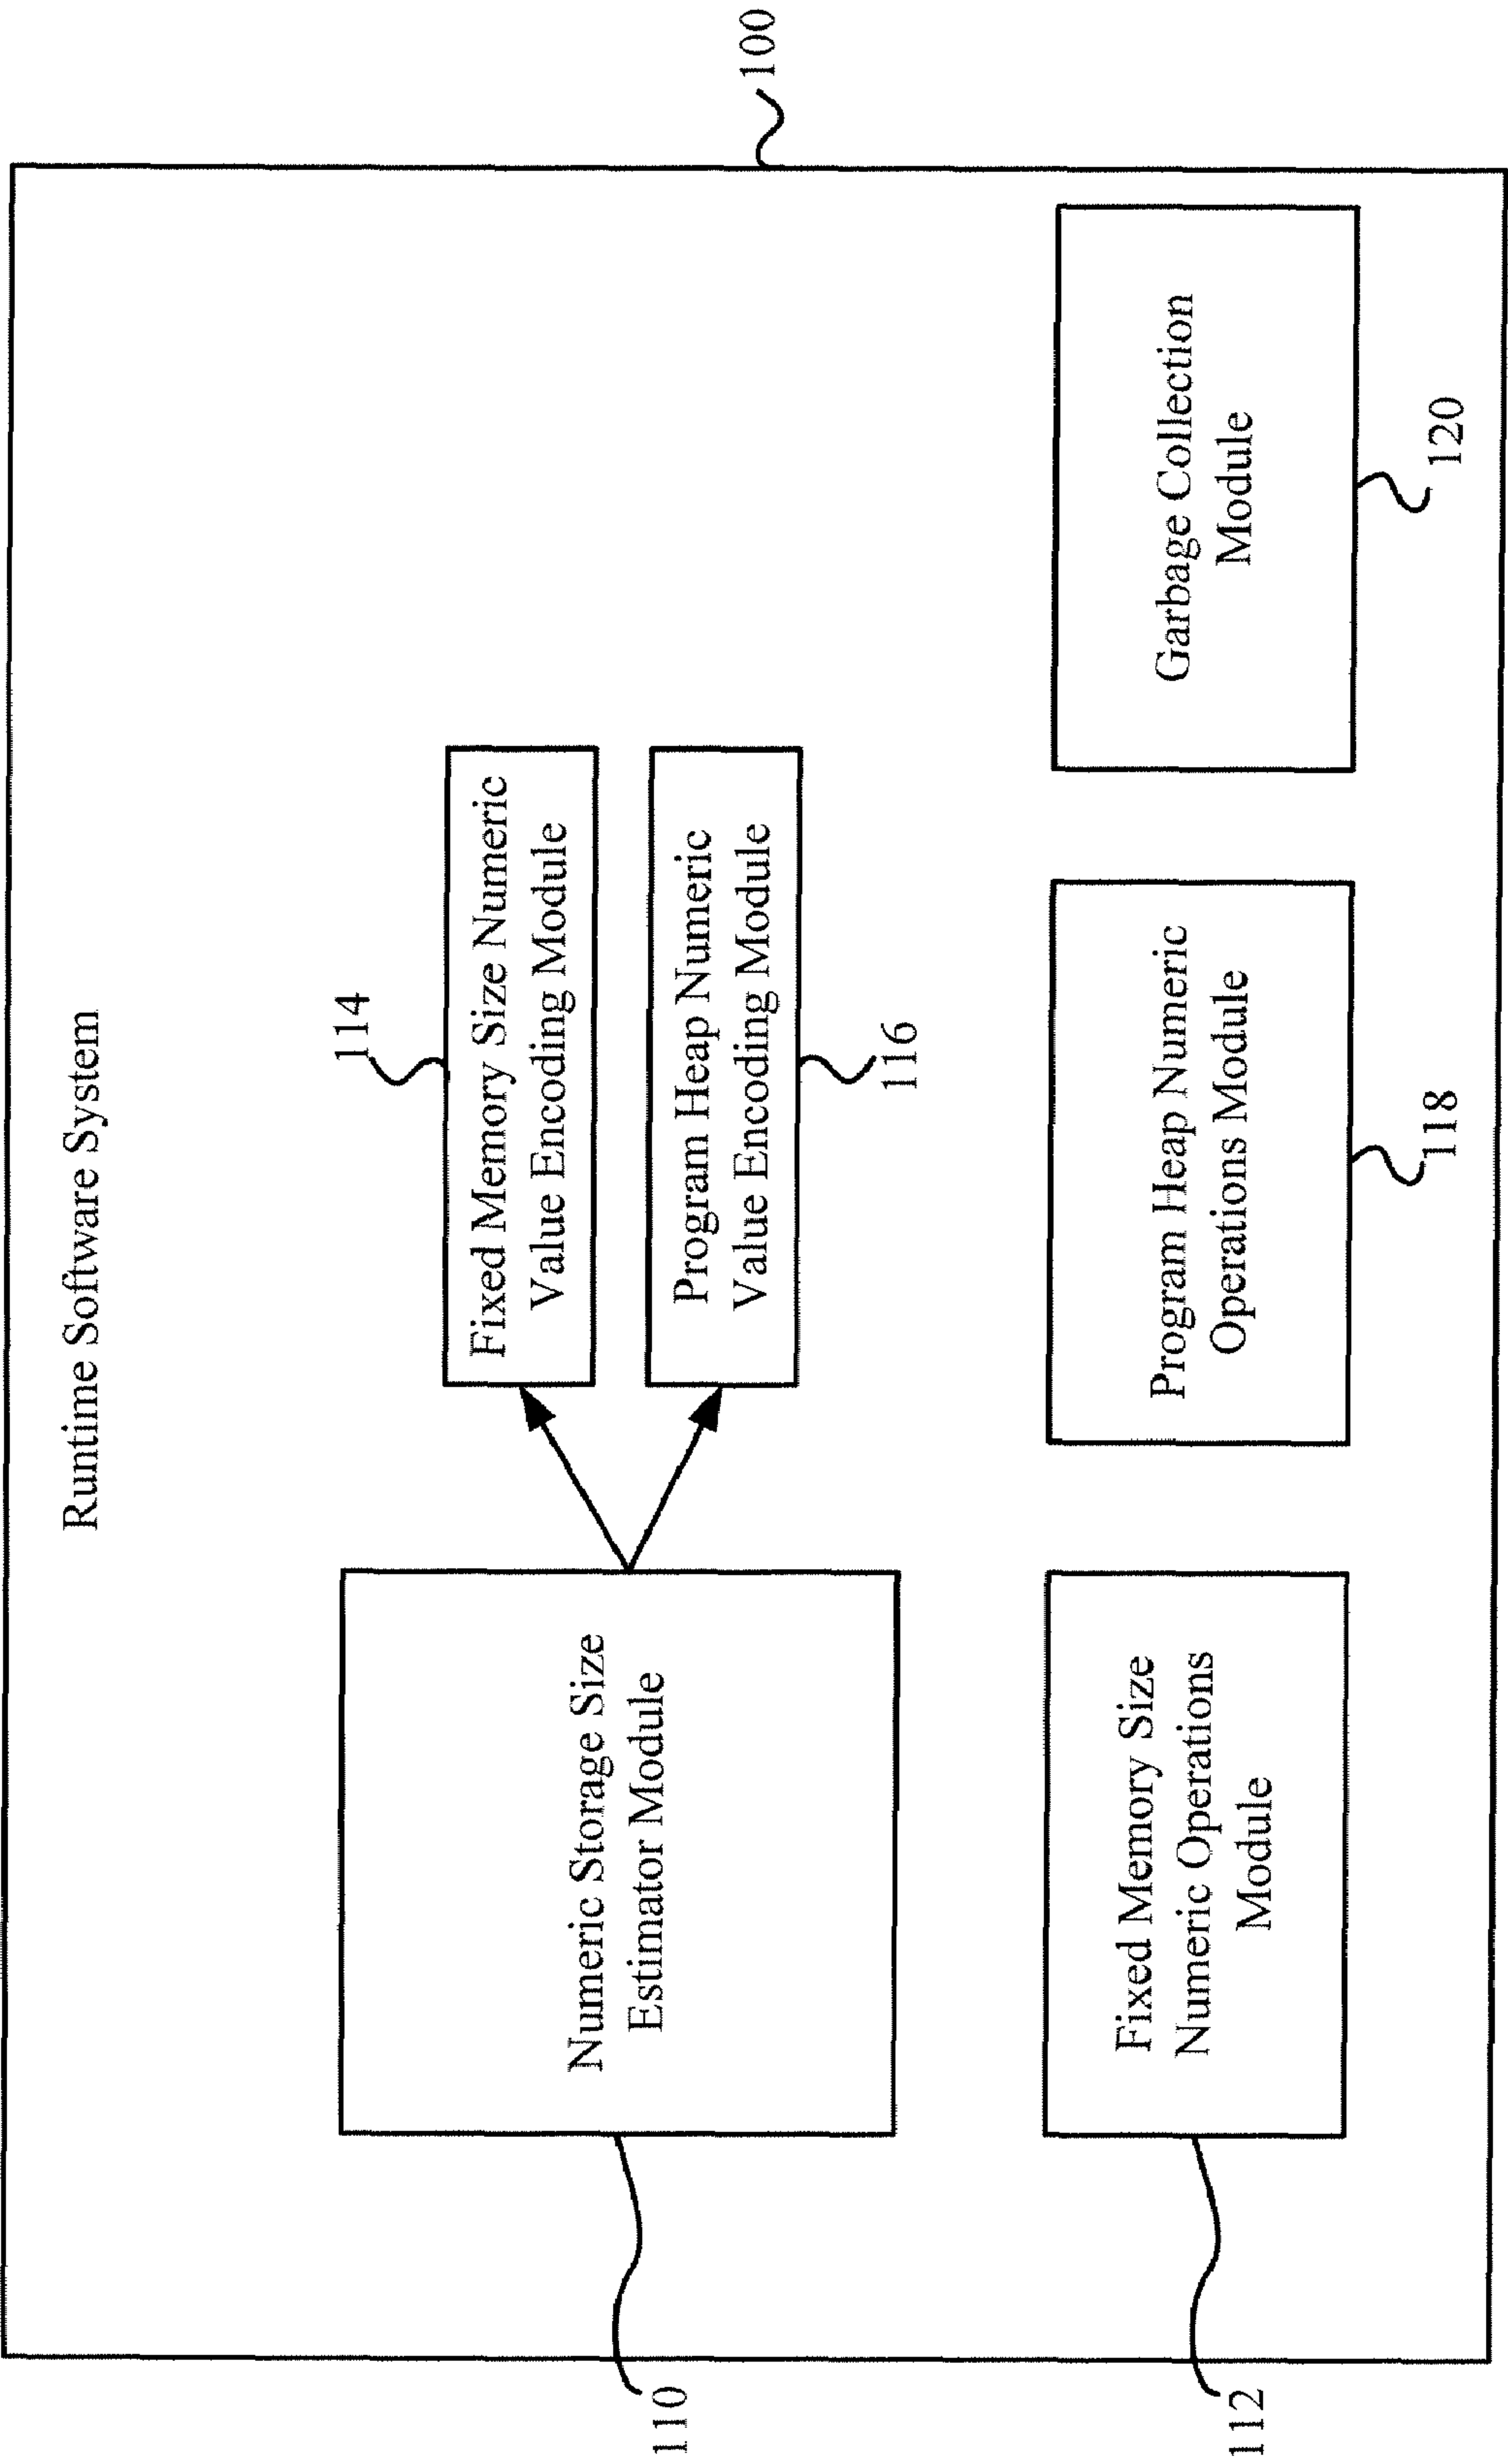 Runtime Software System
100
110
Numeric Storage Size
Estimator Module
114
Fixed Memory Size Numeric
Value Encoding Module
Program Heap Numeric
Value Encoding Module
116
112
Fixed Memory Size
Numeric Operations
Module
Program Heap Numeric
Operations Module
118
Garbage Collection
Module
120